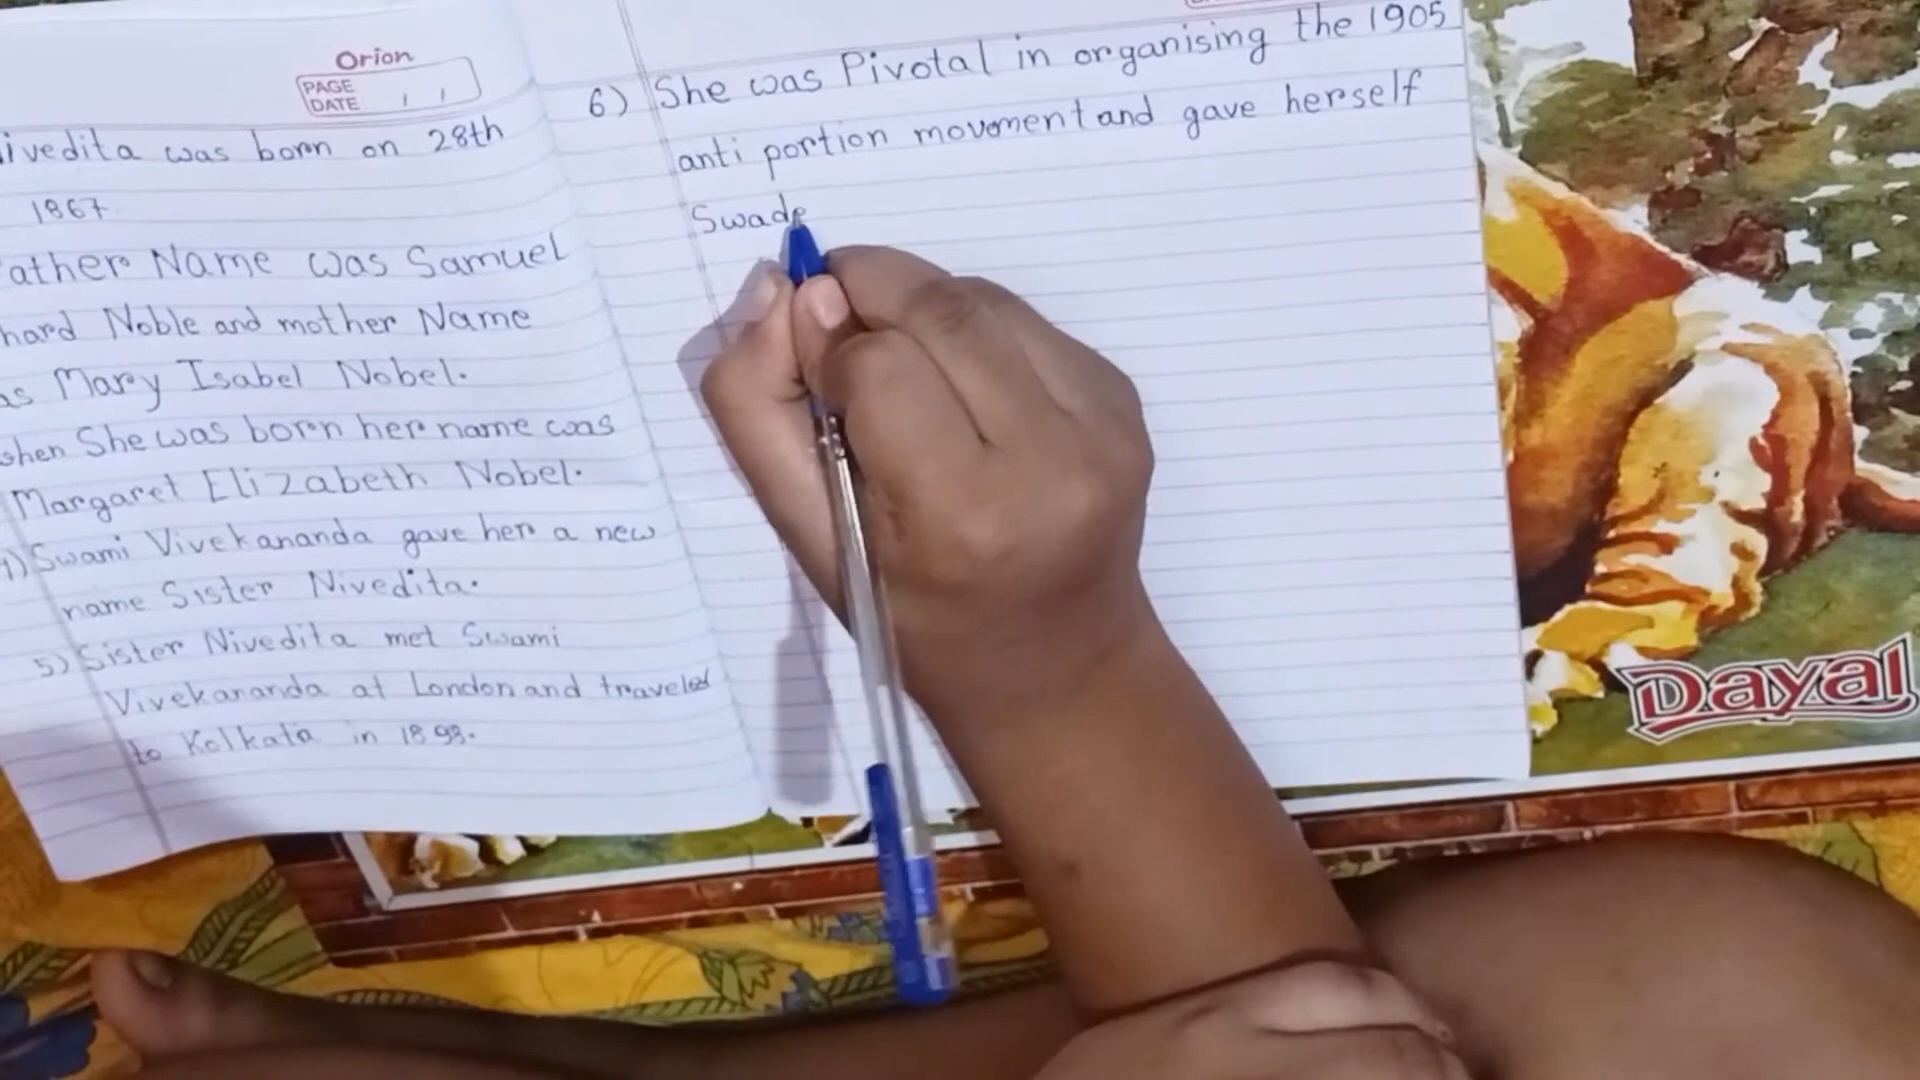 Orion
PAGE
DATE / /
ivedita was born on 28th
1867
ather Name was Samuel
hard Noble and mother Name
as Mary Isabel Nobel.
when She was born her name was
Margaret Elizabeth Nobel.
4) Swami Vivekananda gave her a new
name Sister Nivedita.
5) Sister Nivedita met Swami
Vivekananda at London and traveled
to Kolkata in 1898.
6) She was Pivotal in organising the 1905
anti portion movement and gave herself
Swade
Dayal